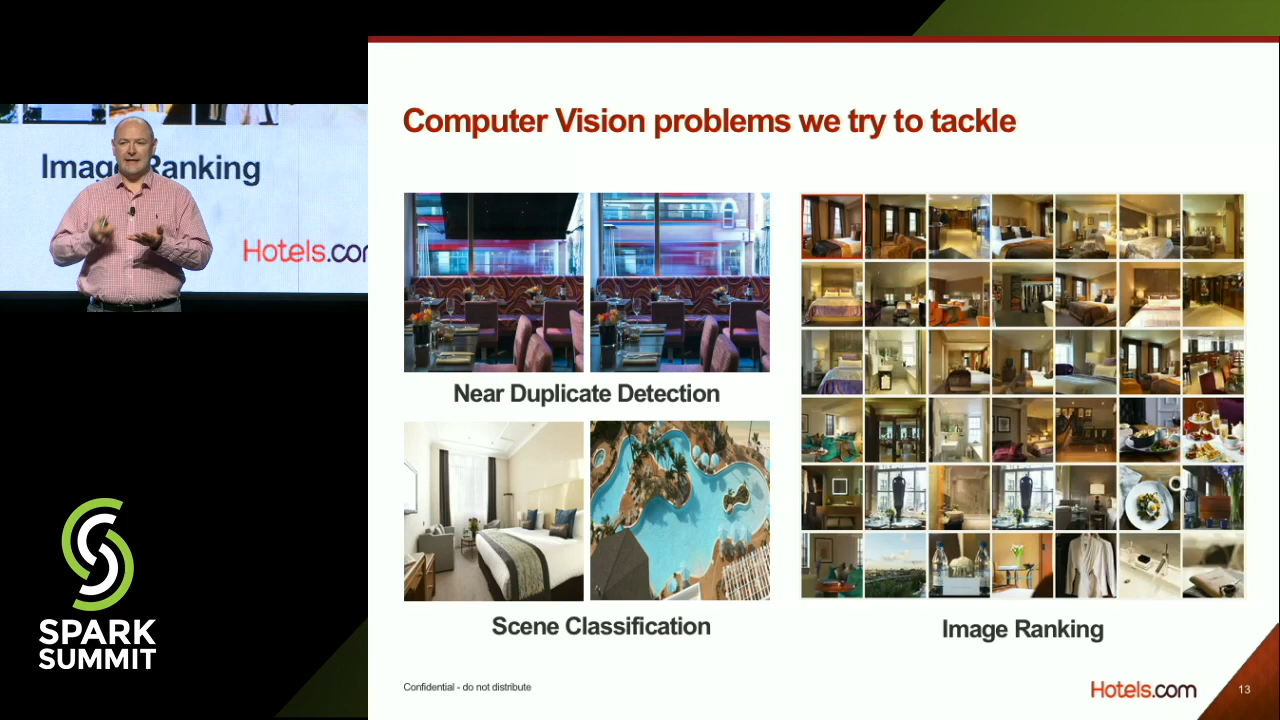 Image Ranking
Hotels.com
SPARK
SUMMIT
Computer Vision problems we try to tackle
Near Duplicate Detection
Scene Classification
Image Ranking
Confidential - do not distribute
Hotels.com
13